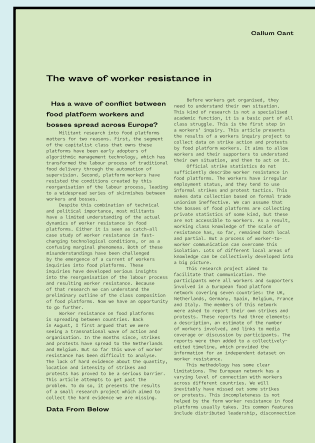 Callum Cant
The wave of worker resistance in
Has a wave of conflict between
food platform workers and
bosses spread across Europe?
Militant research into food platforms
matters for two reasons. First, the segment
of the capitalist class that owns these
platforms have been early adopters of
algorithmic management technology, which has
transformed the labour process of traditional
food delivery through the automation of
supervision. Second, platform workers have
resisted the conditions created by this
reorganisation of the labour process, leading
to a widespread series of disputes between
workers and bosses.
Despite this combination of technical
and political importance, most militants
have a limited understanding of the actual
dynamics of worker resistance in food
platforms. Either it is seen as catch-all
case study of worker resistance in fast-
changing technological conditions, or as a
confusing marginal phenomena. Both of these
misunderstandings have been challenged
by the emergence of a current of workers
inquiries into food platforms. These
inquiries have developed serious insights
into the reorganisation of the labour process
and resulting worker resistance. Because
of that research we can understand the
preliminary outline of the class composition
of food platforms. Now we have an opportunity
to go further.
Worker resistance on food platforms
is spreading between countries. Back
in August, I first argued that we were
seeing a transnational wave of action and
organisation. In the months since, strikes
and protests have spread to the Netherlands
and Belgium. But so far this wave of worker
resistance has been difficult to analyse.
The lack of hard evidence about the quantity,
location and intensity of strikes and
protests has proved to be a serious barrier.
This article attempts to get past the
problem. To do so, it presents the results
of a small research project which aimed to
collect the hard evidence we are missing.
Data From Below
Before workers get organised, they
need to understand their own situation.
This kind of research is not a specialised
academic function, it is a basic part of all
class struggle. This is the first step in
a workers' inquiry. This article presents
the results of a workers inquiry project to
collect data on strike action and protests
by food platform workers. It aims to allow
workers and their supporters to understand
their own situation, and then to act on it.
Official strike statistics do not
sufficiently describe worker resistance in
food platforms. The workers have irregular
employment status, and they tend to use
informal strikes and protest tactics. This
makes data collection based on formal trade
unionism ineffective. We can assume that
the bosses of food platforms are collecting
private statistics of some kind, but these
are not accessible to workers. As a result,
working class knowledge of the scale of
resistance has, so far, remained both local
and partial. But a process of worker-to-
worker communication can overcome this
isolation. Lots of different local areas of
knowledge can be collectively developed into
a big picture.
This research project aimed to
facilitate that communication. The
participants were all workers and supporters
involved in a European food platform
network covering seven countries: the UK,
Netherlands, Germany, Spain, Belgium, France
and Italy. The members of this network
were asked to report their own strikes and
protests. These reports had three elements:
a description, an estimate of the number
of workers involved, and links to media
coverage or discussion by participants. The
reports were then added to a collectively-
edited timeline, which provided the
information for an independent dataset on
worker resistance.
This methodology has some clear
limitations. The European network has a
varying level of connection with workers
across different countries. We will
inevitably have missed out some strikes
or protests. This incompleteness is not
helped by the form worker resistance in food
platforms usually takes. Its common features
include distributed leadership, disconnection